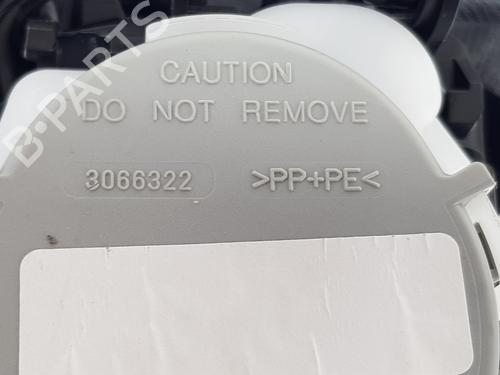 CAUTION
DO NOT REMOVE
3066322 >PP+PE<
B-PARTS